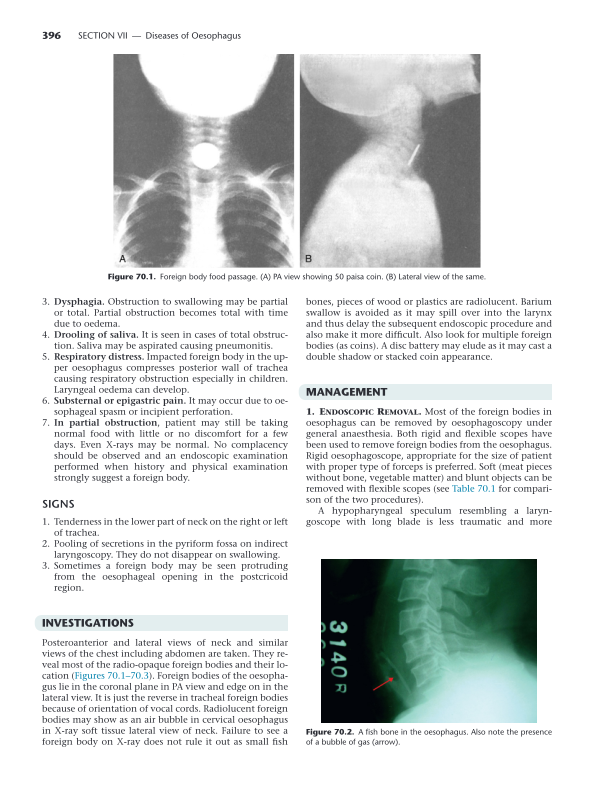 396 SECTION VII — Diseases of Oesophagus
A
B
Figure 70.1. Foreign body food passage. (A) PA view showing 50 paisa coin. (B) Lateral view of the same.
3. Dysphagia. Obstruction to swallowing may be partial
or total. Partial obstruction becomes total with time
due to oedema.
4. Drooling of saliva. It is seen in cases of total obstruc-
tion. Saliva may be aspirated causing pneumonitis.
5. Respiratory distress. Impacted foreign body in the up-
per oesophagus compresses posterior wall of trachea
causing respiratory obstruction especially in children.
Laryngeal oedema can develop.
6. Substernal or epigastric pain. It may occur due to oe-
sophageal spasm or incipient perforation.
7. In partial obstruction, patient may still be taking
normal food with little or no discomfort for a few
days. Even X-rays may be normal. No complacency
should be observed and an endoscopic examination
performed when history and physical examination
strongly suggest a foreign body.
SIGNS
1. Tenderness in the lower part of neck on the right or left
of trachea.
2. Pooling of secretions in the pyriform fossa on indirect
laryngoscopy. They do not disappear on swallowing.
3. Sometimes a foreign body may be seen protruding
from the oesophageal opening in the postcricoid
region.
INVESTIGATIONS
Posteroanterior and lateral views of neck and similar
views of the chest including abdomen are taken. They re-
veal most of the radio-opaque foreign bodies and their lo-
cation (Figures 70.1–70.3). Foreign bodies of the oesopha-
gus lie in the coronal plane in PA view and edge on in the
lateral view. It is just the reverse in tracheal foreign bodies
because of orientation of vocal cords. Radiolucent foreign
bodies may show as an air bubble in cervical oesophagus
in X-ray soft tissue lateral view of neck. Failure to see a
foreign body on X-ray does not rule it out as small fish
bones, pieces of wood or plastics are radiolucent. Barium
swallow is avoided as it may spill over into the larynx
and thus delay the subsequent endoscopic procedure and
also make it more difficult. Also look for multiple foreign
bodies (as coins). A disc battery may elude as it may cast a
double shadow or stacked coin appearance.
MANAGEMENT
1. Endoscopic Removal. Most of the foreign bodies in
oesophagus can be removed by oesophagoscopy under
general anaesthesia. Both rigid and flexible scopes have
been used to remove foreign bodies from the oesophagus.
Rigid oesophagoscope, appropriate for the size of patient
with proper type of forceps is preferred. Soft (meat pieces
without bone, vegetable matter) and blunt objects can be
removed with flexible scopes (see Table 70.1 for compari-
son of the two procedures).
A hypopharyngeal speculum resembling a laryn-
goscope with long blade is less traumatic and more
3140
R
Figure 70.2. A fish bone in the oesophagus. Also note the presence
of a bubble of gas (arrow).